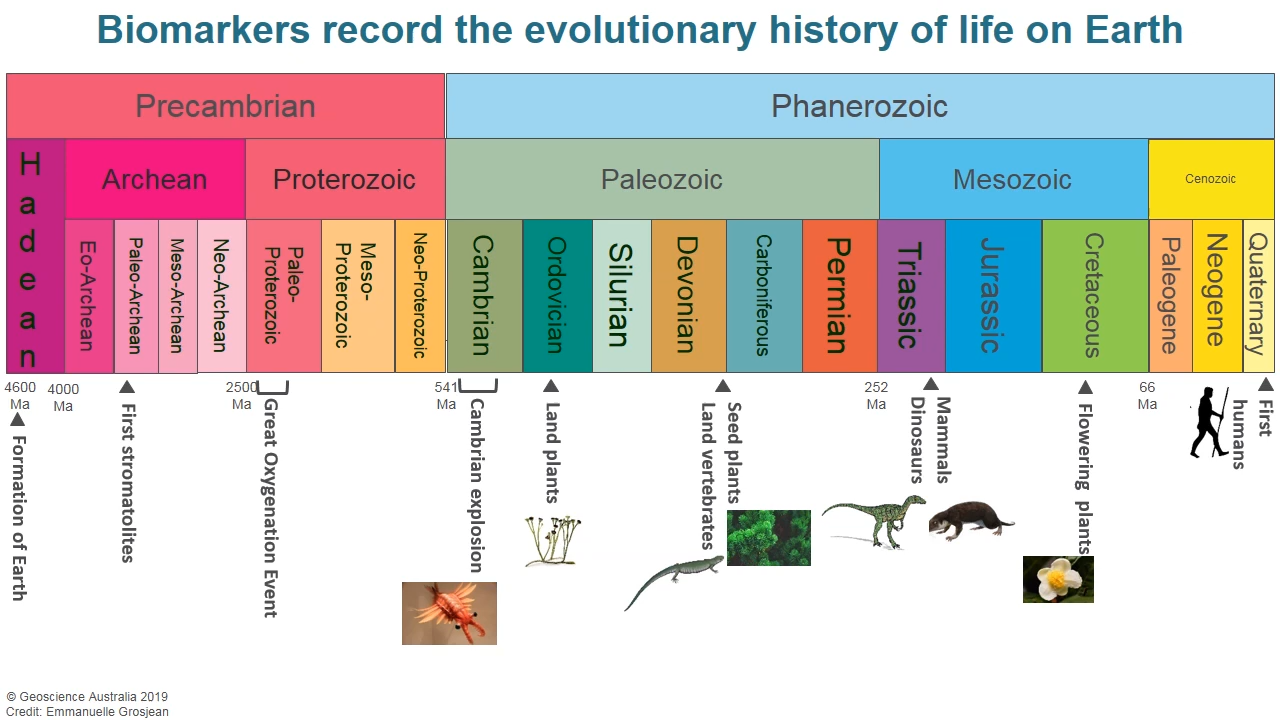 Biomarkers record the evolutionary history of life on Earth
Precambrian
Phanerozoic
Hadean
Archean
Proterozoic
Paleozoic
Mesozoic
Cenozoic
Eo-Archean
Paleo-Archean
Meso-Archean
Neo-Archean
Paleo-
Proterozoic
Meso-
Proterozoic
Neo-Proterozoic
Cambrian
Ordovician
Silurian
Devonian
Carboniferous
Permian
Triassic
Jurassic
Cretaceous
Paleogene
Neogene
Quaternary
4600
Ma
4000
Ma
2500
Ma
541
Ma
252
Ma
66
Ma
Formation of Earth
First stromatolites
Great Oxygenation Event
Cambrian explosion
Land plants
Seed plants
Land vertebrates
Mammals
Dinosaurs
Flowering plants
First
humans
© Geoscience Australia 2019
Credit: Emmanuelle Grosjean